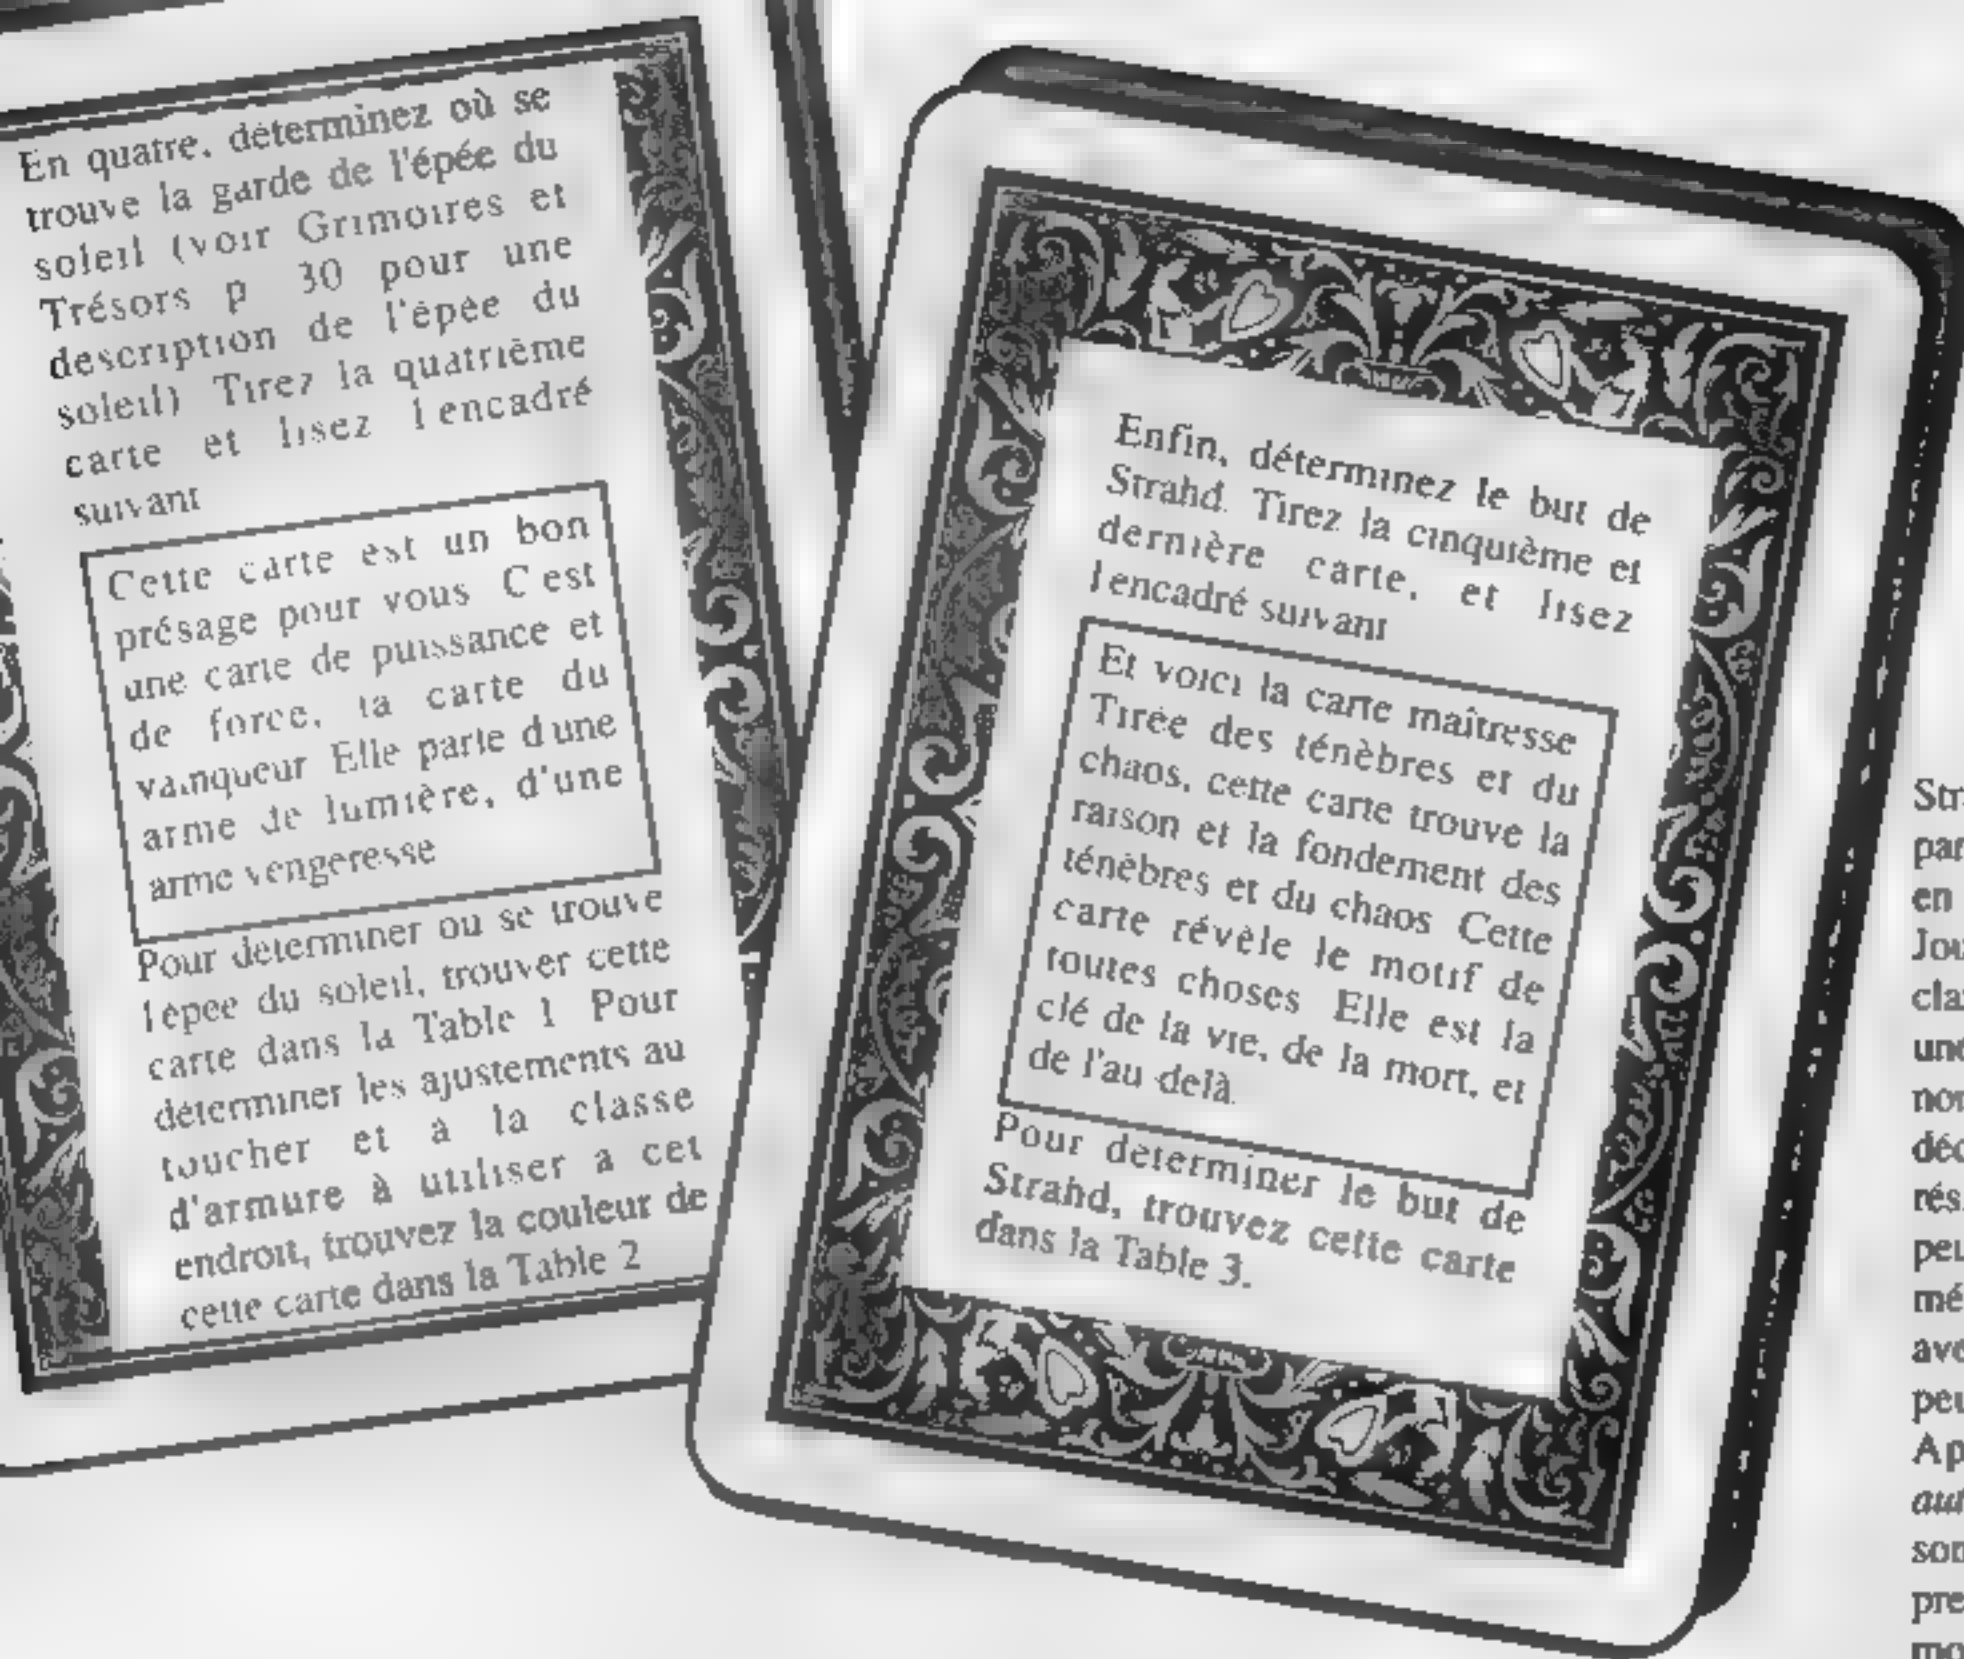 En quatre, déterminez où se
trouve la garde de l'épée du
soleil (voir Grimoires et
Trésors p 30 pour une
description de l'épée du
soleil) Tirez la quatrième
carte et lisez l encadré
suivant
Cette carte est un bon
présage pour vous C est
une carte de puissance et
de force, la carte du
vainqueur Elle parle d une
arme de lumière, d'une
arme vengeresse
Pour determiner ou se trouve
l épee du soleil, trouver cette
carte dans la Table 1 Pour
déterminer les ajustements au
toucher et à la classe
d'armure à utiliser a cet
endroit, trouvez la couleur de
cette carte dans la Table 2
Enfin, déterminez le but de
Strahd. Tirez la cinquième et
dernière carte, et lisez
l encadré suivant
Et voici la carte maîtresse
Tirée des ténèbres et du
chaos, cette carte trouve la
raison et la fondement des
ténèbres et du chaos Cette
carte révèle le motif de
toutes choses Elle est la
clé de la vie, de la mort, et
de l'au-delà.
Pour determiner le but de
Strahd, trouvez cette carte
dans la Table 3.
en
une